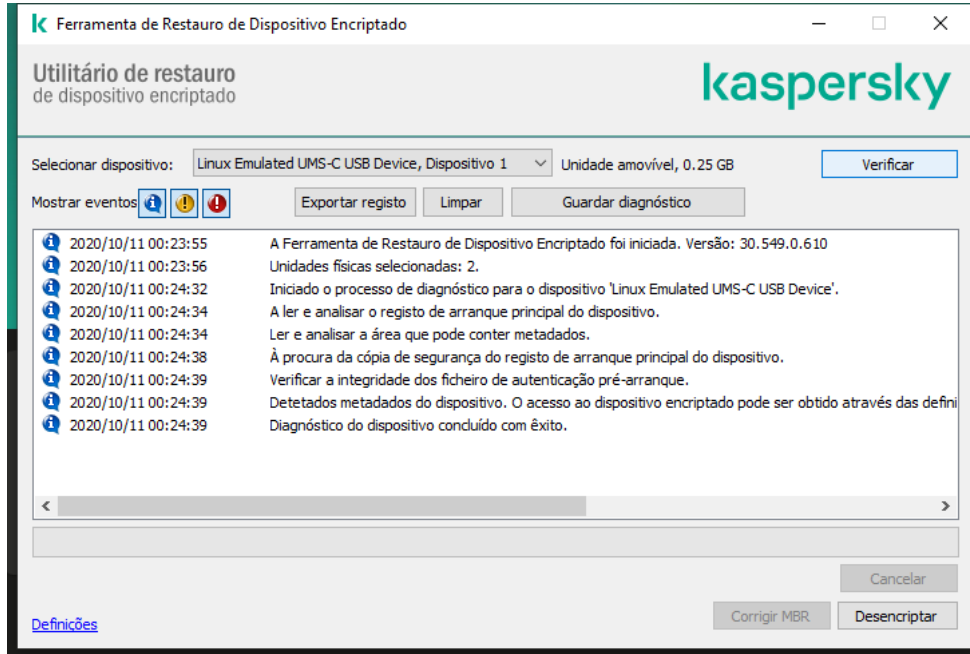 Ferramenta de Restauro de Dispositivo Encriptado
Utilitário de restauro
de dispositivo encriptado
kaspersky
Selecionar dispositivo: Linux Emulated UMS-C USB Device, Dispositivo 1 Unidade amovível, 0.25 GB Verificar
Mostrar eventos Exportar registo Limpar Guardar diagnóstico
2020/10/11 00:23:55 A Ferramenta de Restauro de Dispositivo Encriptado foi iniciada. Versão: 30.549.0.610
2020/10/11 00:23:56 Unidades físicas selecionadas: 2.
2020/10/11 00:24:32 Iniciado o processo de diagnóstico para o dispositivo 'Linux Emulated UMS-C USB Device'.
2020/10/11 00:24:34 A ler e analisar o registo de arranque principal do dispositivo.
2020/10/11 00:24:34 Ler e analisar a área que pode conter metadados.
2020/10/11 00:24:38 À procura da cópia de segurança do registo de arranque principal do dispositivo.
2020/10/11 00:24:39 Verificar a integridade dos ficheiro de autenticação pré-arranque.
2020/10/11 00:24:39 Detetados metadados do dispositivo. O acesso ao dispositivo encriptado pode ser obtido através das defini
2020/10/11 00:24:39 Diagnóstico do dispositivo concluído com êxito.
Cancelar
Definições Corrigir MBR Desencriptar